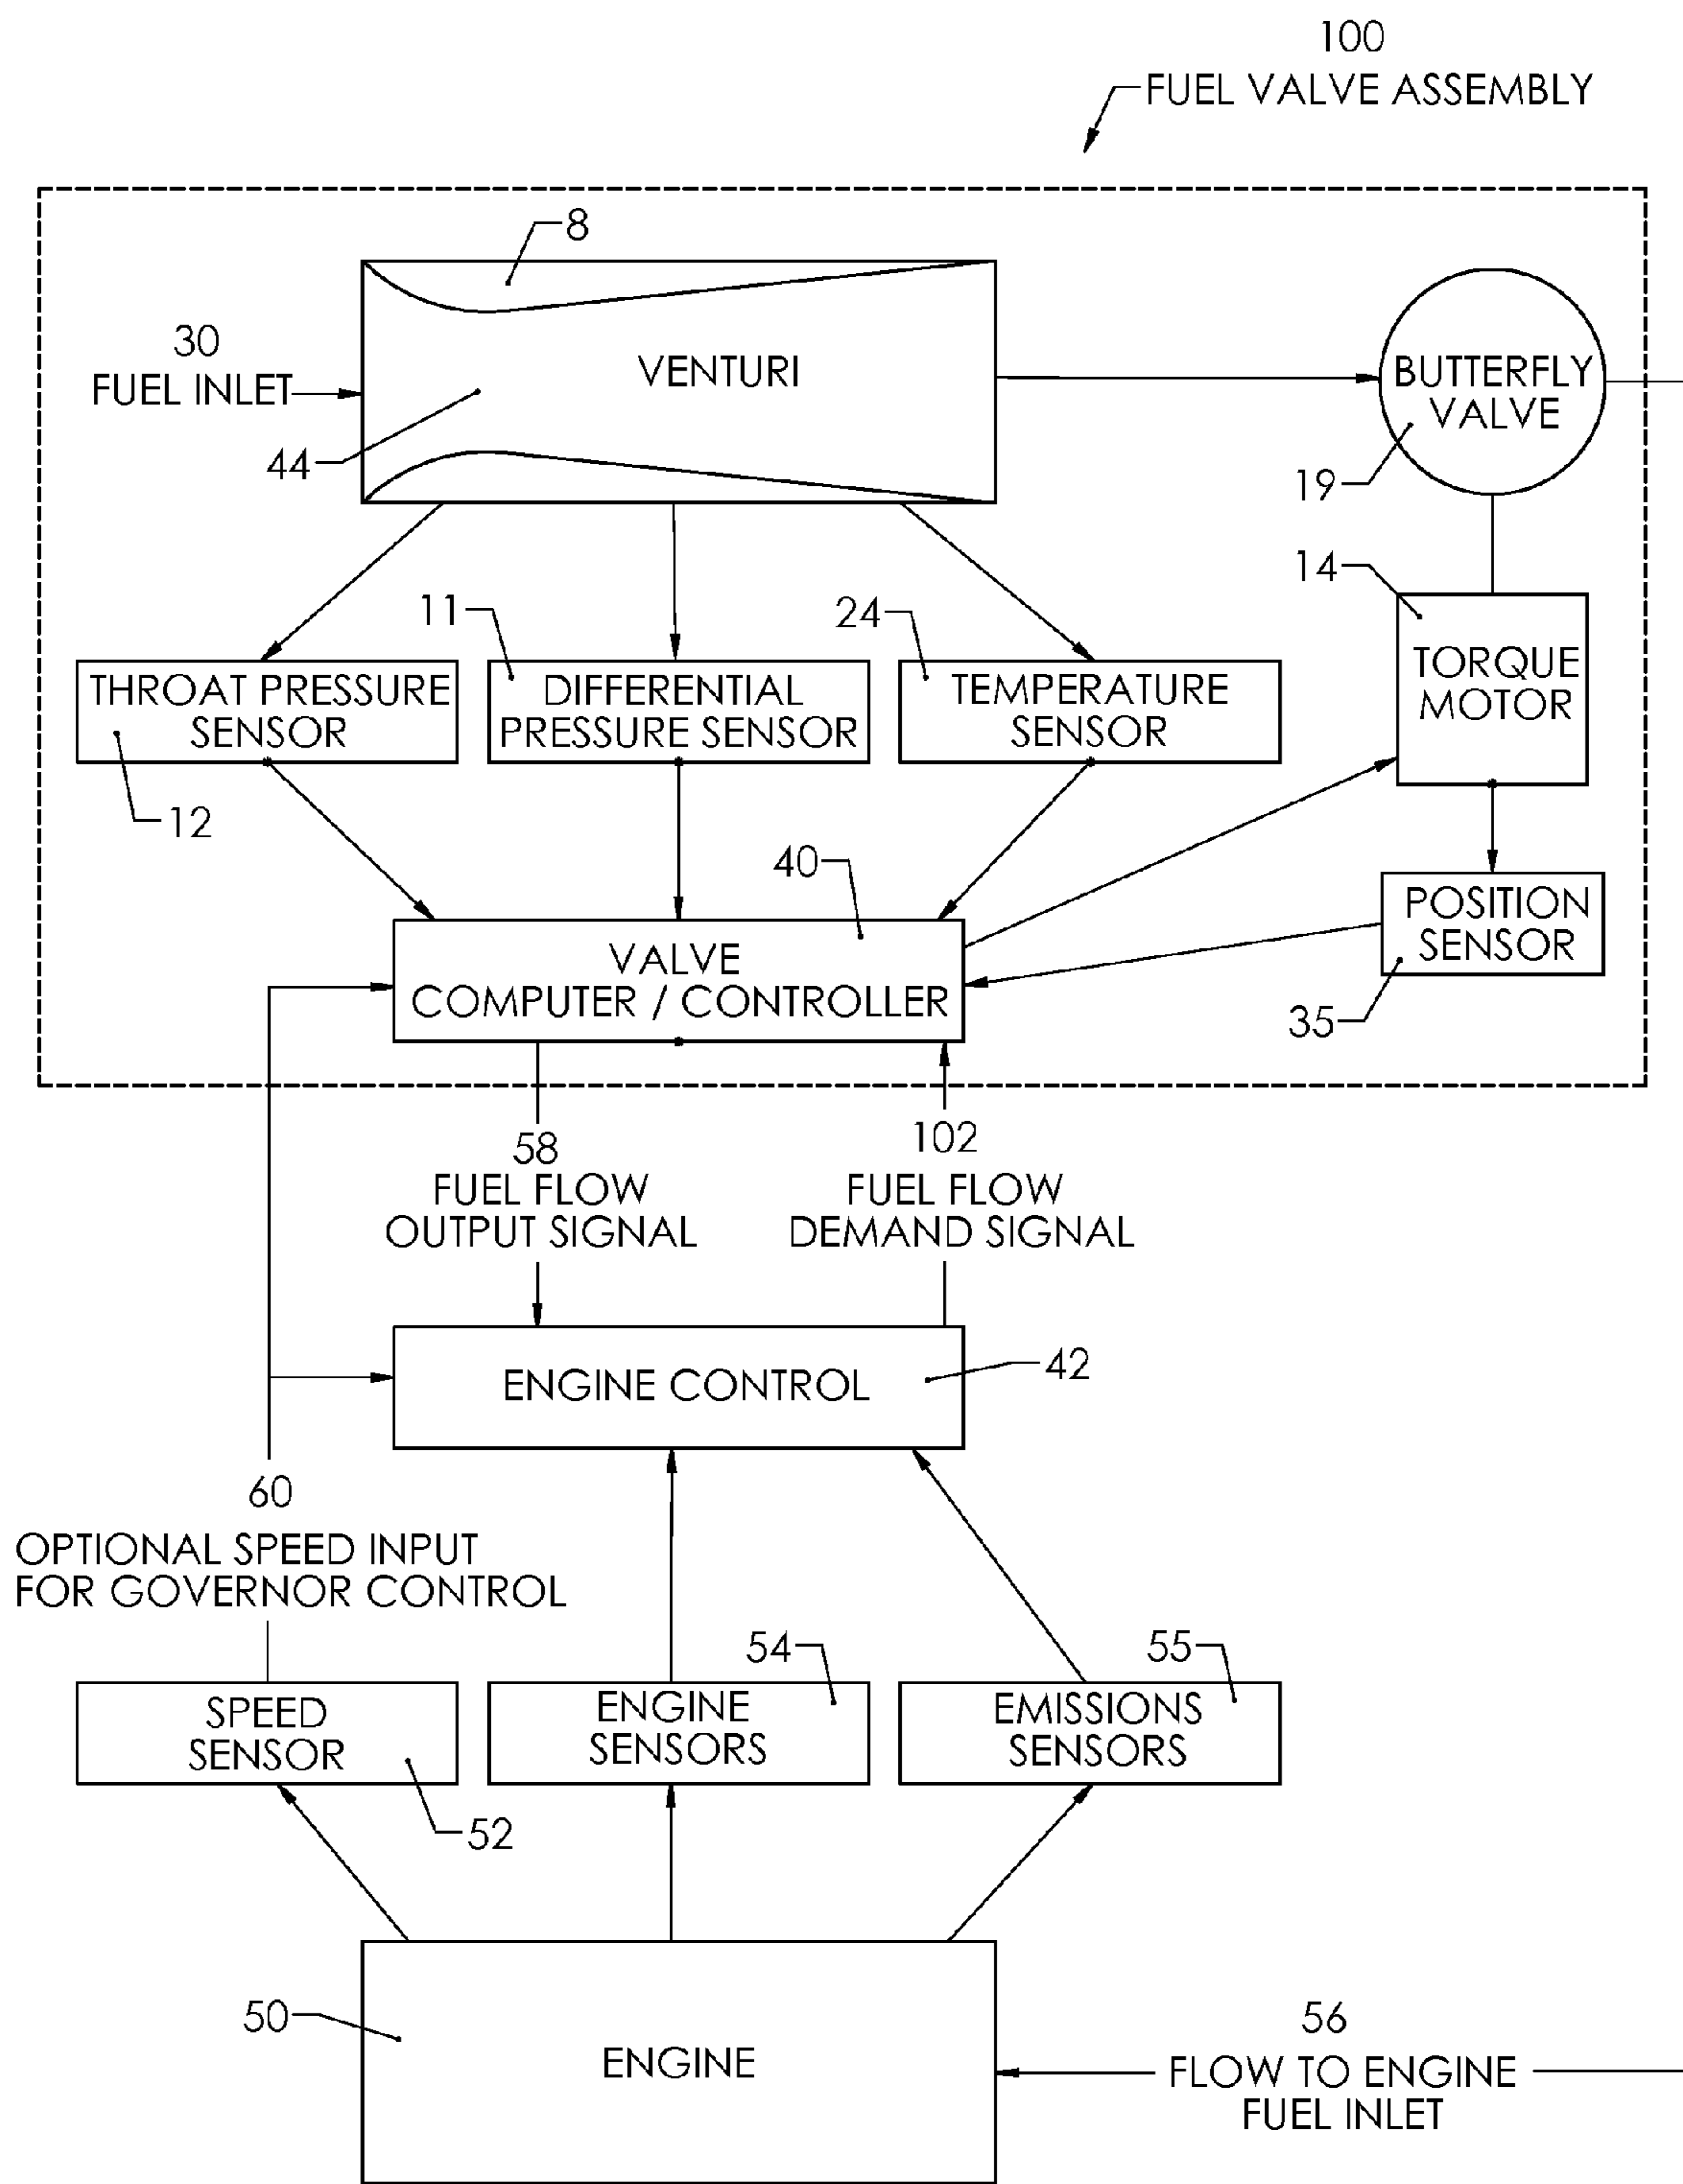 100
FUEL VALVE ASSEMBLY
8
30
FUEL INLET
VENTURI
44
BUTTERFLY
VALVE
19
14
11
24
THROAT PRESSURE
SENSOR
DIFFERENTIAL
PRESSURE SENSOR
TEMPERATURE
SENSOR
TORQUE
MOTOR
12
40
POSITION
SENSOR
VALVE
COMPUTER / CONTROLLER
35
58
FUEL FLOW
OUTPUT SIGNAL
102
FUEL FLOW
DEMAND SIGNAL
ENGINE CONTROL
42
60
OPTIONAL SPEED INPUT
FOR GOVERNOR CONTROL
54
55
SPEED
SENSOR
ENGINE
SENSORS
EMISSIONS
SENSORS
52
50
ENGINE
56
FLOW TO ENGINE
FUEL INLET